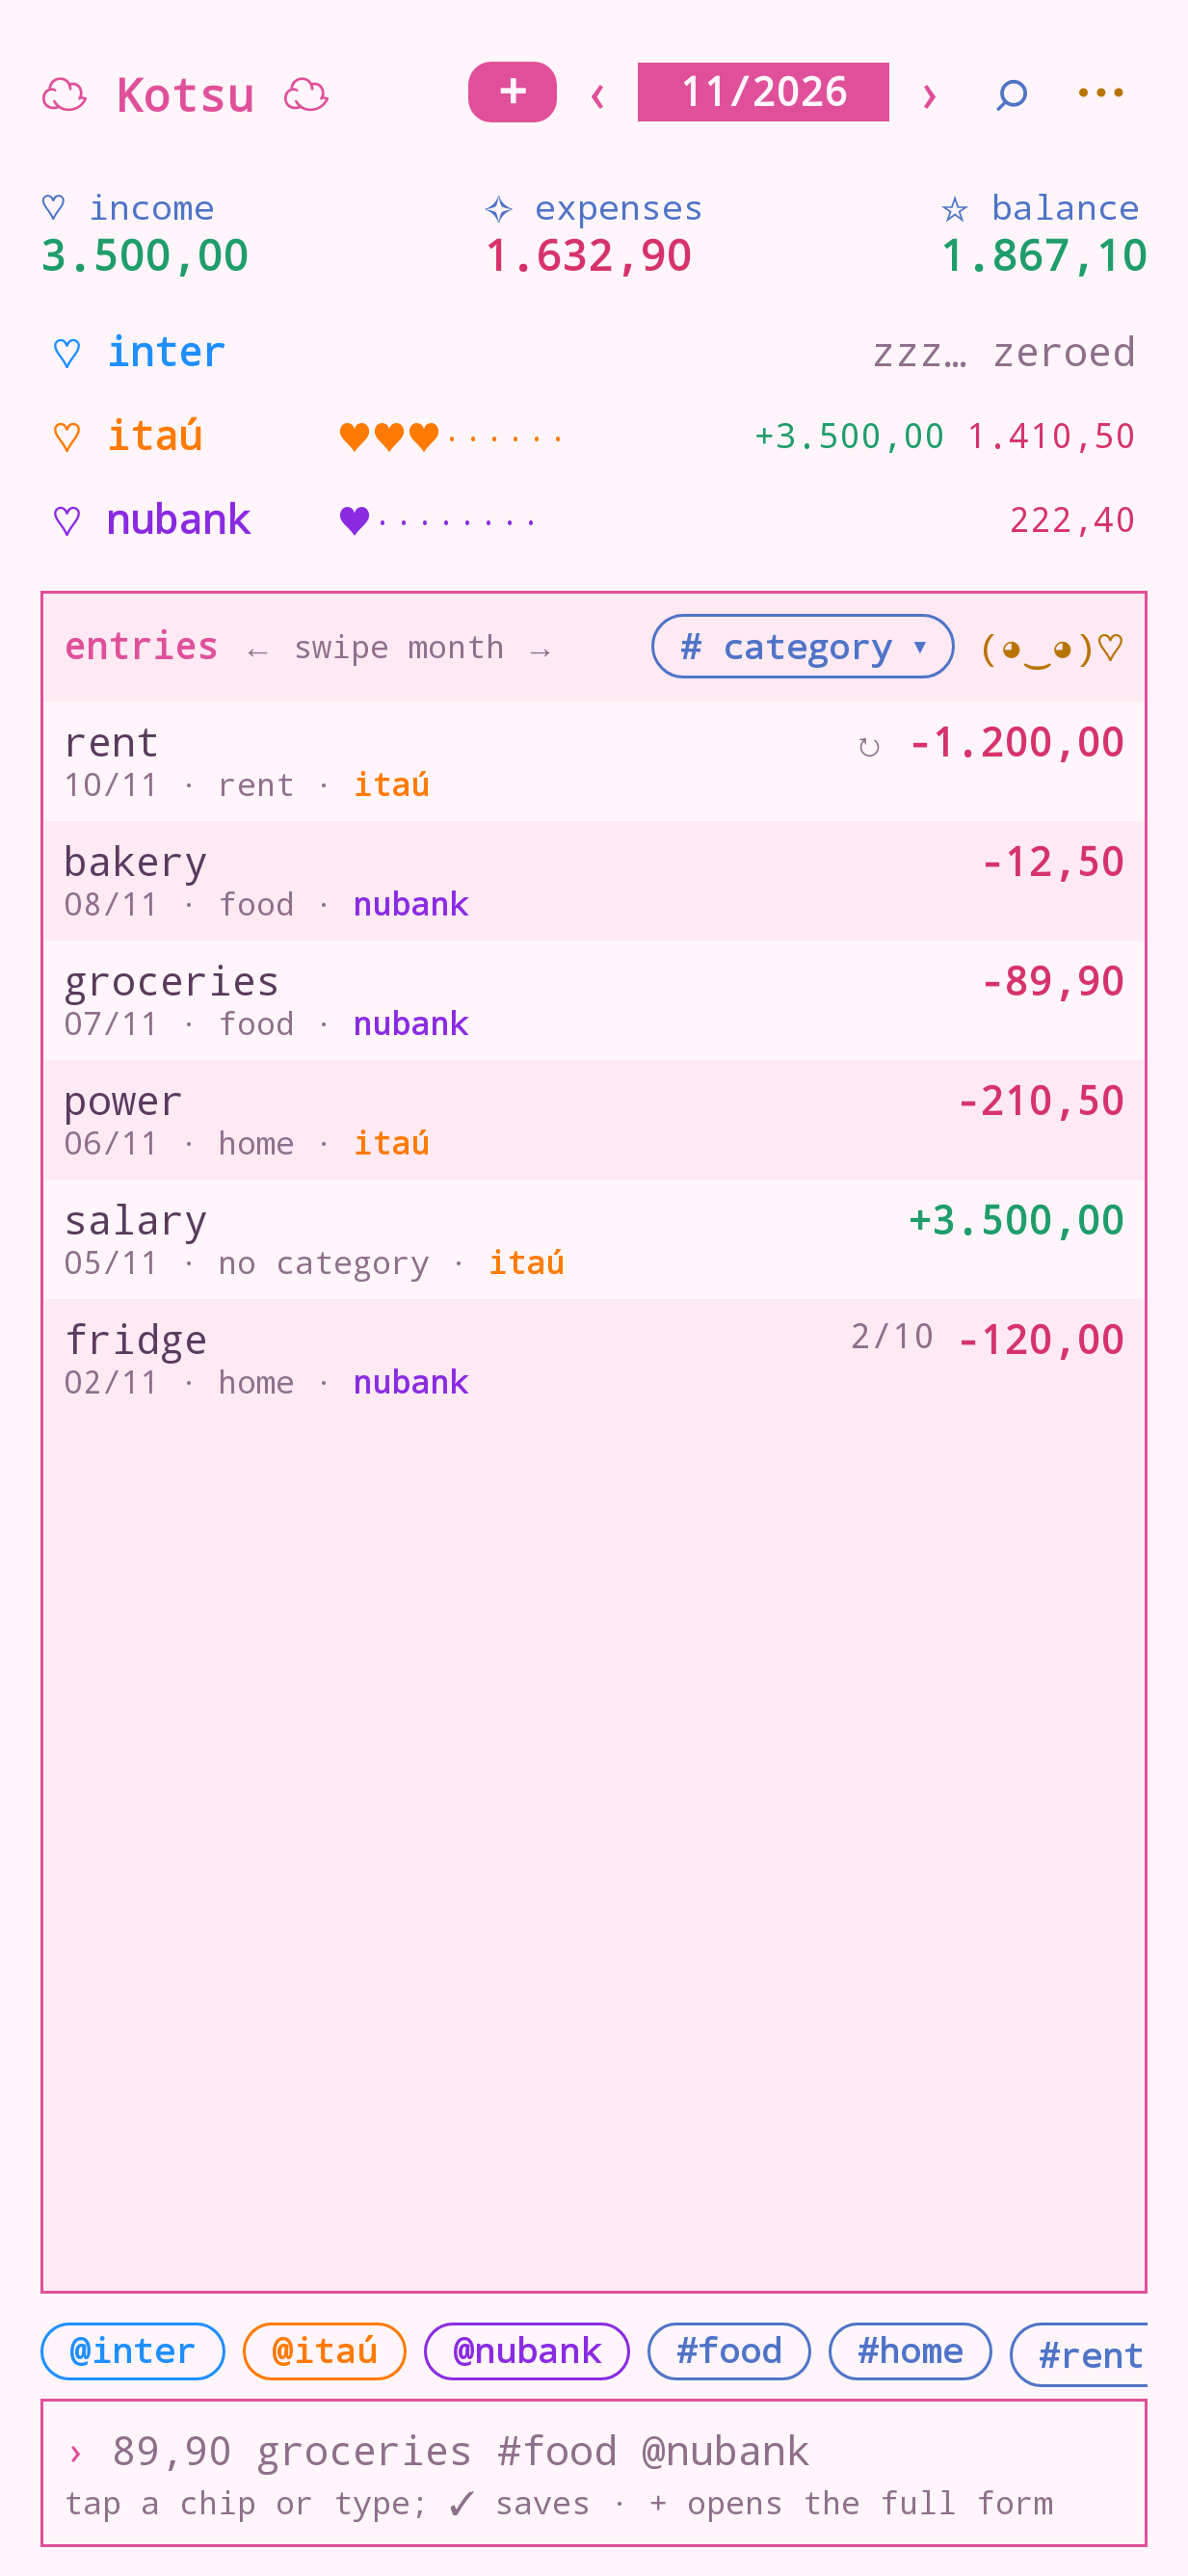 Kotsu + ‹ 11/2026 › ⌕ •••
♡ income ✧ expenses ☆ balance
3.500,00 1.632,90 1.867,10
♡ inter zzz… zeroed
♡ itaú ♥♥♥······ +3.500,00 1.410,50
♡ nubank ♥········ 222,40
entries ← swipe month → # category ▾ (◕‿◕)♡
rent ↻ -1.200,00
10/11 · rent · itaú
bakery -12,50
08/11 · food · nubank
groceries -89,90
07/11 · food · nubank
power -210,50
06/11 · home · itaú
salary +3.500,00
05/11 · no category · itaú
fridge 2/10 -120,00
02/11 · home · nubank
@inter @itaú @nubank #food #home #rent
› 89,90 groceries #food @nubank
tap a chip or type; ✓ saves · + opens the full form